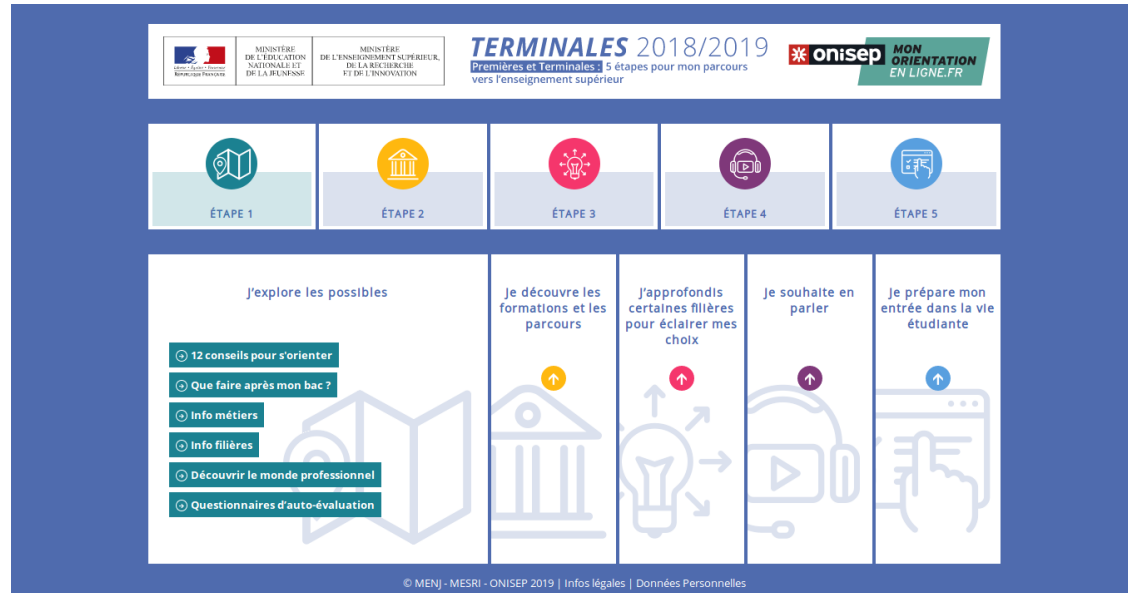 Liberté • Égalité • Fraternité
RÉPUBLIQUE FRANÇAISE
MINISTÈRE
DE L'ÉDUCATION
NATIONALE ET
DE LA JEUNESSE
MINISTÈRE
DE L'ENSEIGNEMENT SUPÉRIEUR,
DE LA RECHERCHE
ET DE L'INNOVATION
TERMINALES 2018/2019
Premières et Terminales : 5 étapes pour mon parcours
vers l'enseignement supérieur
onisep
MON
ORIENTATION
EN LIGNE.FR
ÉTAPE 1
ÉTAPE 2
ÉTAPE 3
ÉTAPE 4
ÉTAPE 5
J'explore les possibles
12 conseils pour s'orienter
Que faire après mon bac ?
Info métiers
Info filières
Découvrir le monde professionnel
Questionnaires d'auto-évaluation
Je découvre les
formations et les
parcours
J'approfondis
certaines filières
pour éclairer mes
choix
Je souhaite en
parler
Je prépare mon
entrée dans la vie
étudiante
© MENJ - MESRI - ONISEP 2019 | Infos légales | Données Personnelles